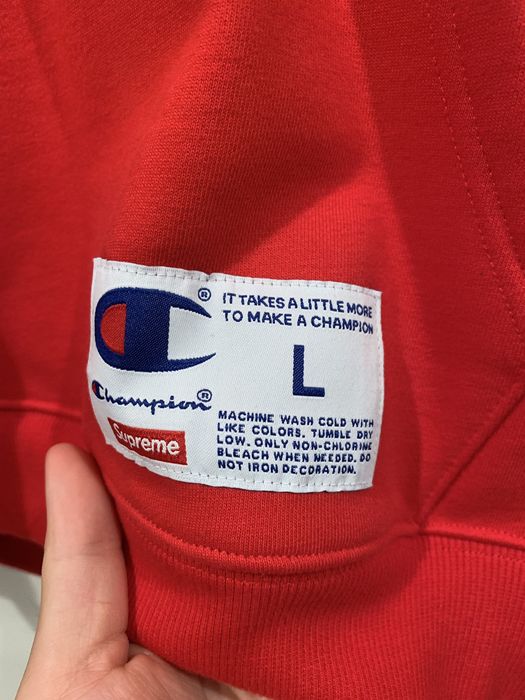 ®
IT TAKES A LITTLE MORE
TO MAKE A CHAMPION
L
Champion®
Supreme
MACHINE WASH COLD WITH
LIKE COLORS. TUMBLE DRY
LOW. ONLY NON-CHLORINE
BLEACH WHEN NEEDED. DO
NOT IRON DECORATION.